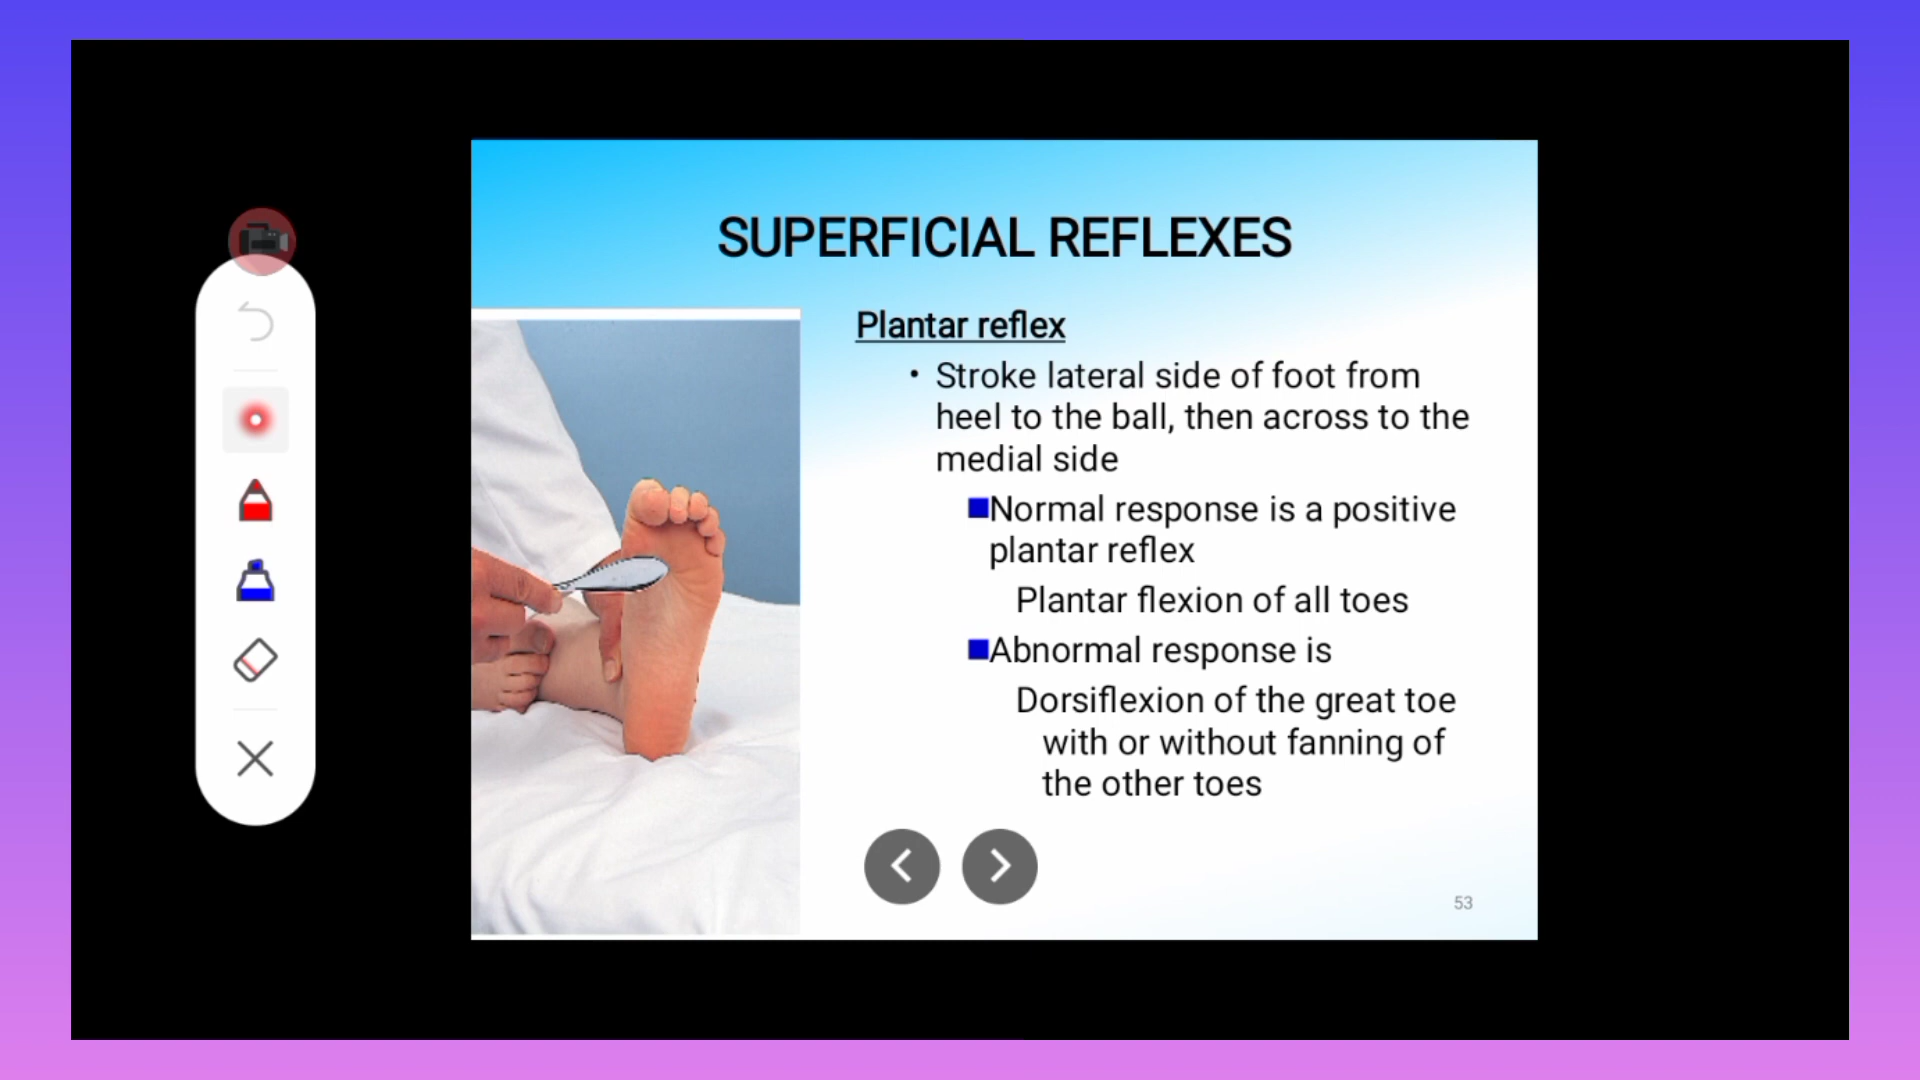 SUPERFICIAL REFLEXES
Plantar reflex
• Stroke lateral side of foot from
heel to the ball, then across to the
medial side
■Normal response is a positive
plantar reflex
Plantar flexion of all toes
■Abnormal response is
Dorsiflexion of the great toe
with or without fanning of
the other toes
53